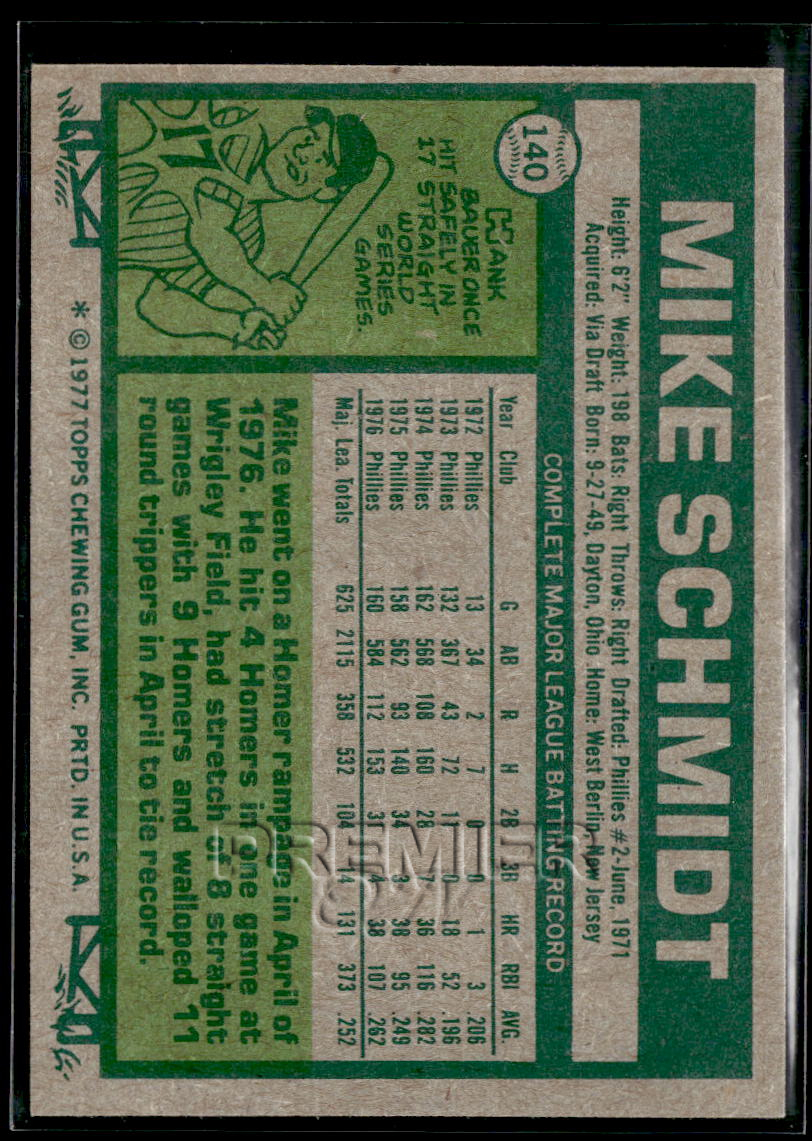 140
MIKE SCHMIDT
Height: 6'2" Weight: 198 Bats: Right Throws: Right Drafted: Phillies #2-June, 1971
Acquired: Via Draft Born: 9-27-49, Dayton, Ohio Home: West Berlin, New Jersey
COMPLETE MAJOR LEAGUE BATTING RECORD
Year Club G AB R H 2B 3B HR RBI AVG.
1972 Phillies 13 34 2 7 0 0 1 3 .206
1973 Phillies 132 367 43 72 11 0 18 52 .196
1974 Phillies 162 568 108 160 28 7 36 116 .282
1975 Phillies 158 562 93 140 34 3 38 95 .249
1976 Phillies 160 584 112 153 31 4 38 107 .262
Maj. Lea. Totals 625 2115 358 532 104 14 131 373 .252
HANK
BAUER ONCE
HIT SAFELY IN
17 STRAIGHT
WORLD
SERIES
GAMES.
17
Mike went on a Homer rampage in April of
1976. He hit 4 Homers in one game at
Wrigley Field, had stretch of 8 straight
games with 9 Homers and walloped 11
round trippers in April to tie record.
* © 1977 TOPPS CHEWING GUM, INC. PRTD. IN U.S.A.
PREMIER